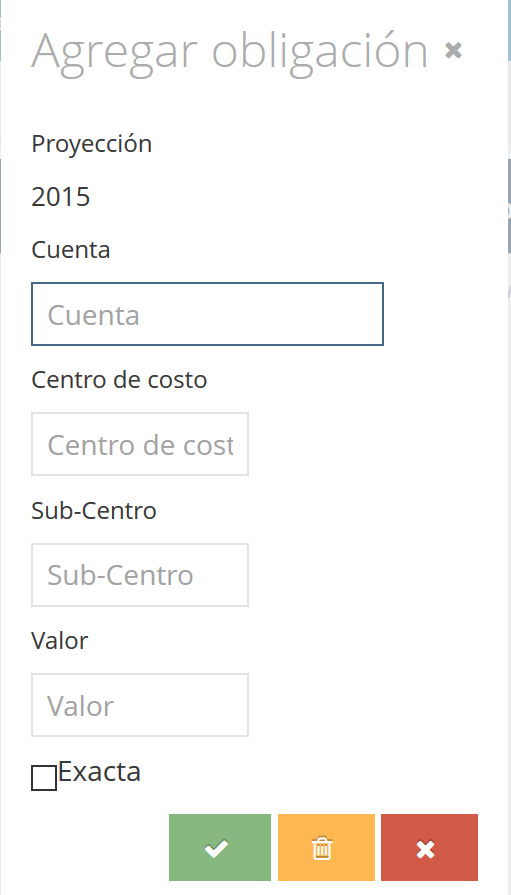 Agregar obligación
Proyección
2015
Cuenta
Cuenta
Centro de costo
Centro de cost
Sub-Centro
Sub-Centro
Valor
Valor
Exacta